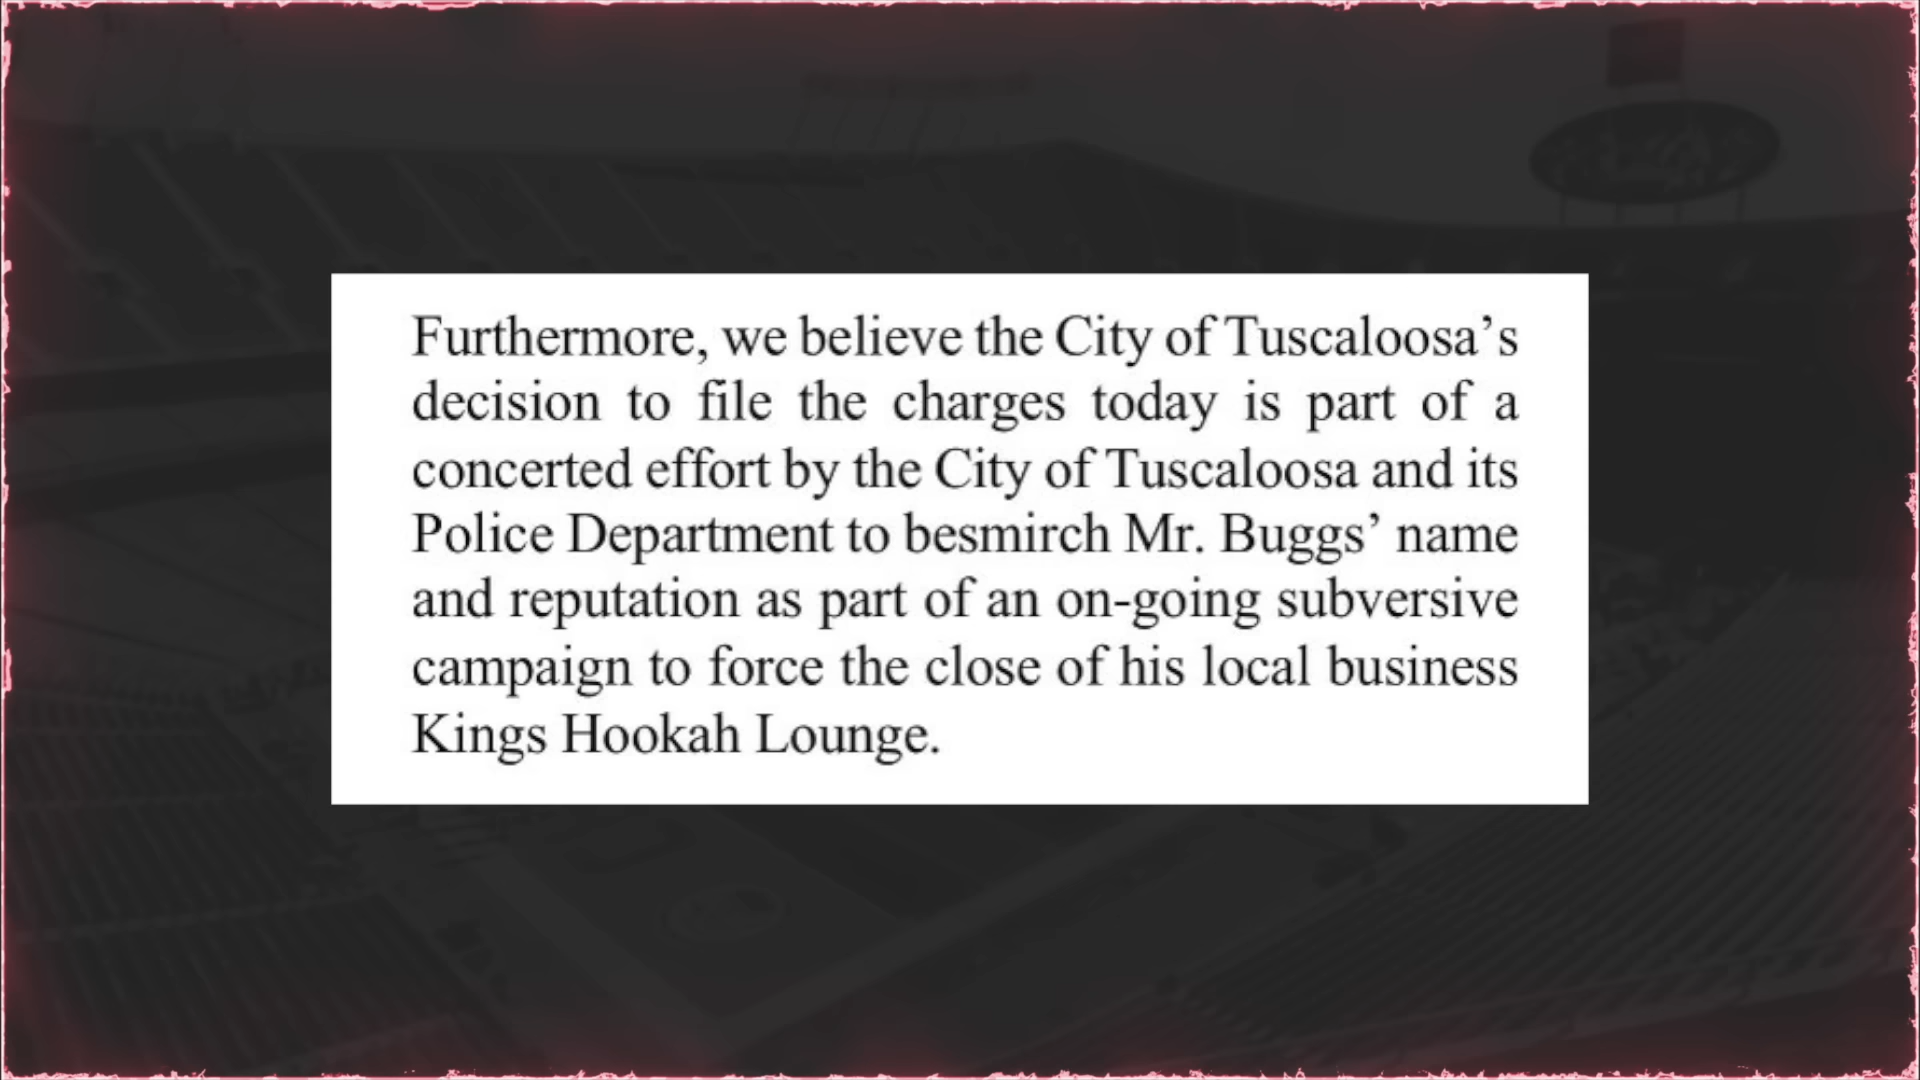 Furthermore, we believe the City of Tuscaloosa’s
decision to file the charges today is part of a
concerted effort by the City of Tuscaloosa and its
Police Department to besmirch Mr. Buggs’ name
and reputation as part of an on-going subversive
campaign to force the close of his local business
Kings Hookah Lounge.